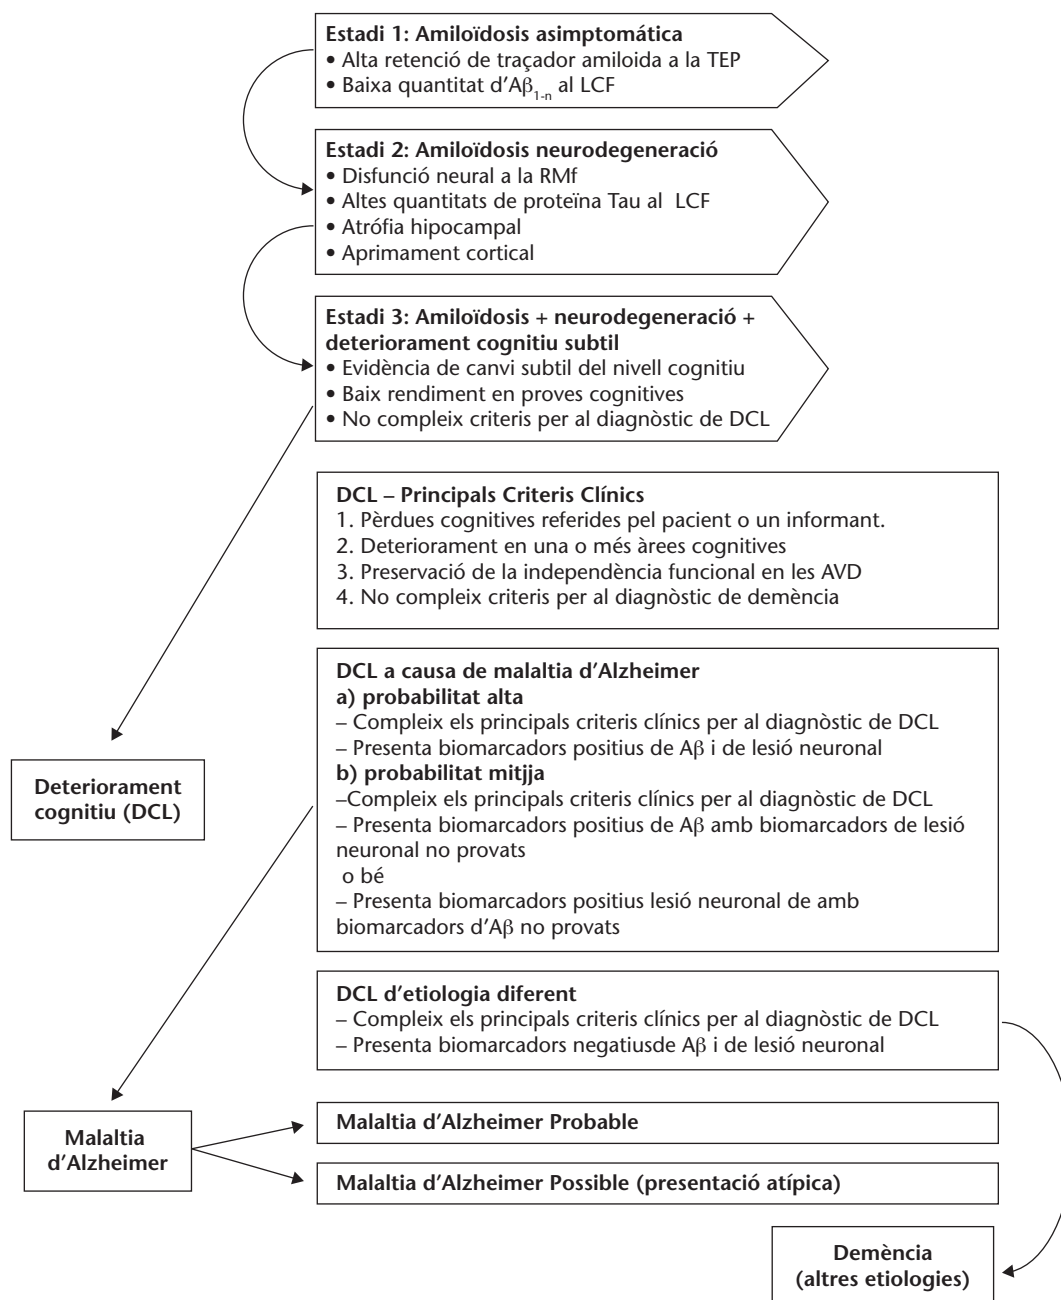 Estadi 1: Amiloïdosis asimptomática
• Alta retenció de traçador amiloida a la TEP
• Baixa quantitat d’Aβ1-n al LCF
Estadi 2: Amiloïdosis neurodegeneració
• Disfunció neural a la RMf
• Altes quantitats de proteïna Tau al LCF
• Atrófia hipocampal
• Aprimament cortical
Estadi 3: Amiloïdosis + neurodegeneració +
deteriorament cognitiu subtil
• Evidència de canvi subtil del nivell cognitiu
• Baix rendiment en proves cognitives
• No compleix criteris per al diagnòstic de DCL
DCL – Principals Criteris Clínics
1. Pèrdues cognitives referides pel pacient o un informant.
2. Deteriorament en una o més àrees cognitives
3. Preservació de la independència funcional en les AVD
4. No compleix criteris per al diagnòstic de demència
DCL a causa de malaltia d’Alzheimer
a) probabilitat alta
– Compleix els principals criteris clínics per al diagnòstic de DCL
– Presenta biomarcadors positius de Aβ i de lesió neuronal
b) probabilitat mitjja
–Compleix els principals criteris clínics per al diagnòstic de DCL
– Presenta biomarcadors positius de Aβ amb biomarcadors de lesió
neuronal no provats
o bé
– Presenta biomarcadors positius lesió neuronal de amb
biomarcadors d’Aβ no provats
Deteriorament
cognitiu (DCL)
DCL d’etiologia diferent
– Compleix els principals criteris clínics per al diagnòstic de DCL
– Presenta biomarcadors negatiusde Aβ i de lesió neuronal
Malaltia
d’Alzheimer
Malaltia d’Alzheimer Probable
Malaltia d’Alzheimer Possible (presentació atípica)
Demència
(altres etiologies)